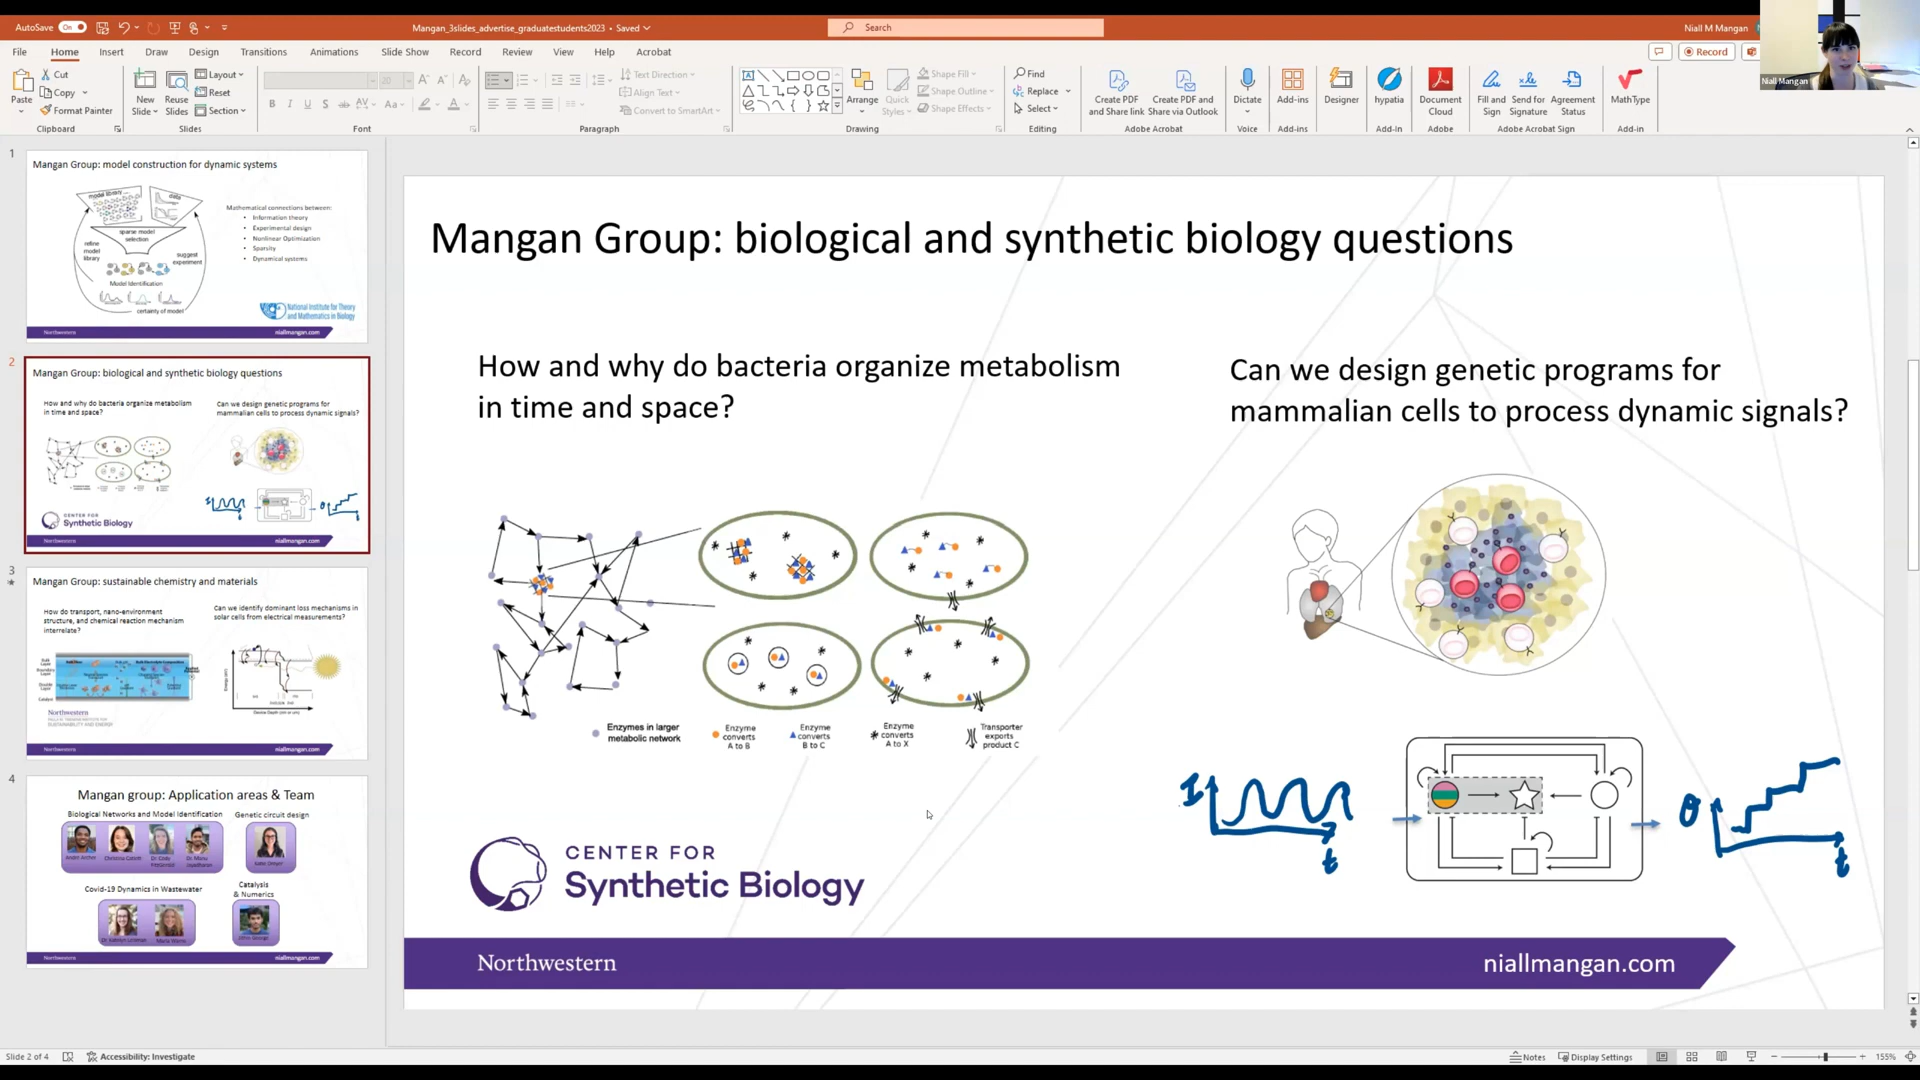 AutoSave
On
Mangan_3slides_advertise_graduatestudents2023 • Saved
Search
Niall M Mangan
File
Home
Insert
Draw
Design
Transitions
Animations
Slide Show
Record
Review
View
Help
Acrobat
Record
Niall Mangan
Paste
Cut
Copy
Format Painter
Clipboard
New
Slide
Reuse
Slides
Layout
Reset
Section
Slides
20
Font
Text Direction
Align Text
Convert to SmartArt
Paragraph
Arrange
Quick
Styles
Shape Fill
Shape Outline
Shape Effects
Drawing
Find
Replace
Select
Editing
Create PDF
and Share link
Create PDF and
Share via Outlook
Adobe Acrobat
Dictate
Voice
Add-ins
Add-ins
Designer
hypatia
Add-in
Document
Cloud
Adobe
Fill and
Sign
Send for
Signature
Agreement
Status
Adobe Acrobat Sign
MathType
Add-in
1
Mangan Group: model construction for dynamic systems
model library
data
sparse model
selection
refine
model
library
suggest
experiment
Model Identification
certainty of model
Mathematical connections between:
• Information theory
• Experimental design
• Nonlinear Optimization
• Sparsity
• Dynamical systems
National Institute for Theory
and Mathematics in Biology
Northwestern
niallmangan.com
2
Mangan Group: biological and synthetic biology questions
How and why do bacteria organize metabolism
in time and space?
Can we design genetic programs for
mammalian cells to process dynamic signals?
CENTER FOR
Synthetic Biology
Northwestern
niallmangan.com
3
Mangan Group: sustainable chemistry and materials
How do transport, nano-environment
structure, and chemical reaction mechanism
interrelate?
Can we identify dominant loss mechanisms in
solar cells from electrical measurements?
Northwestern
Northwestern
niallmangan.com
4
Mangan group: Application areas & Team
Biological Networks and Model Identification
Genetic circuit design
Covid-19 Dynamics in Wastewater
Catalysis
& Numerics
Northwestern
niallmangan.com
Mangan Group: biological and synthetic biology questions
How and why do bacteria organize metabolism
in time and space?
Can we design genetic programs for
mammalian cells to process dynamic signals?
Enzymes in larger
metabolic network
Enzyme
converts
A to B
Enzyme
converts
B to C
Enzyme
converts
A to X
Transporter
exports
product C
I
t
O
t
CENTER FOR
Synthetic Biology
Northwestern
niallmangan.com
Slide 2 of 4
Accessibility: Investigate
Notes
Display Settings
155%